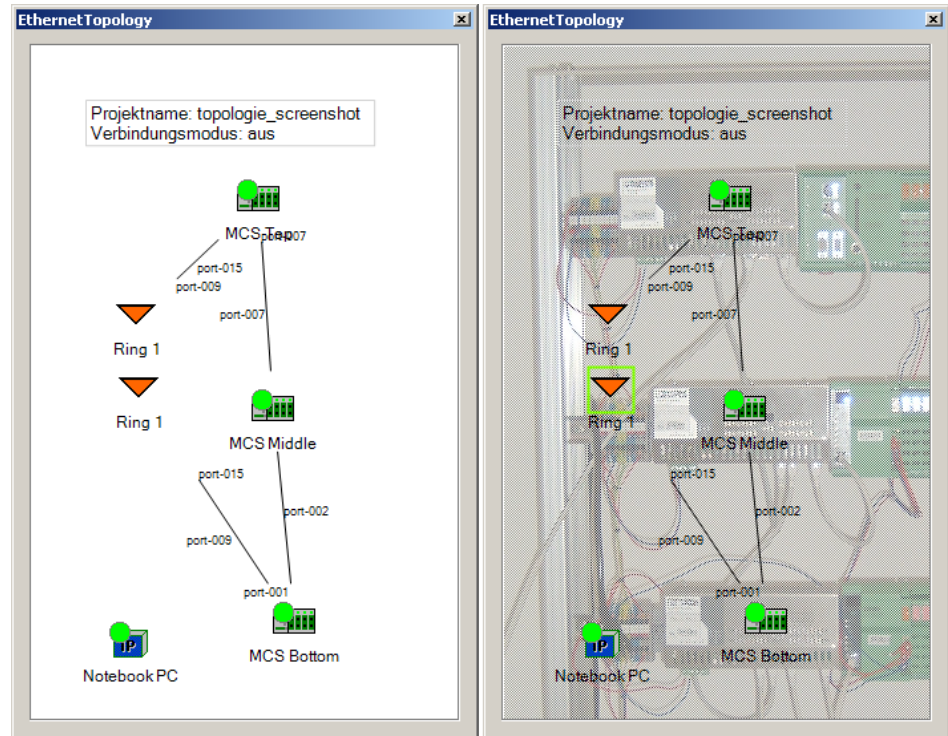 EthernetTopology
Projektname: topologie_screenshot
Verbindungsmodus: aus
MCS Top
port-007
port-015
port-009
port-007
Ring 1
Ring 1
MCS Middle
port-015
port-002
port-009
port-001
MCS Bottom
Notebook PC
IP
EthernetTopology
Projektname: topologie_screenshot
Verbindungsmodus: aus
MCS Top
port-007
port-015
port-009
port-007
Ring 1
Ring 1
MCS Middle
port-015
port-002
port-009
port-001
MCS Bottom
Notebook PC
IP